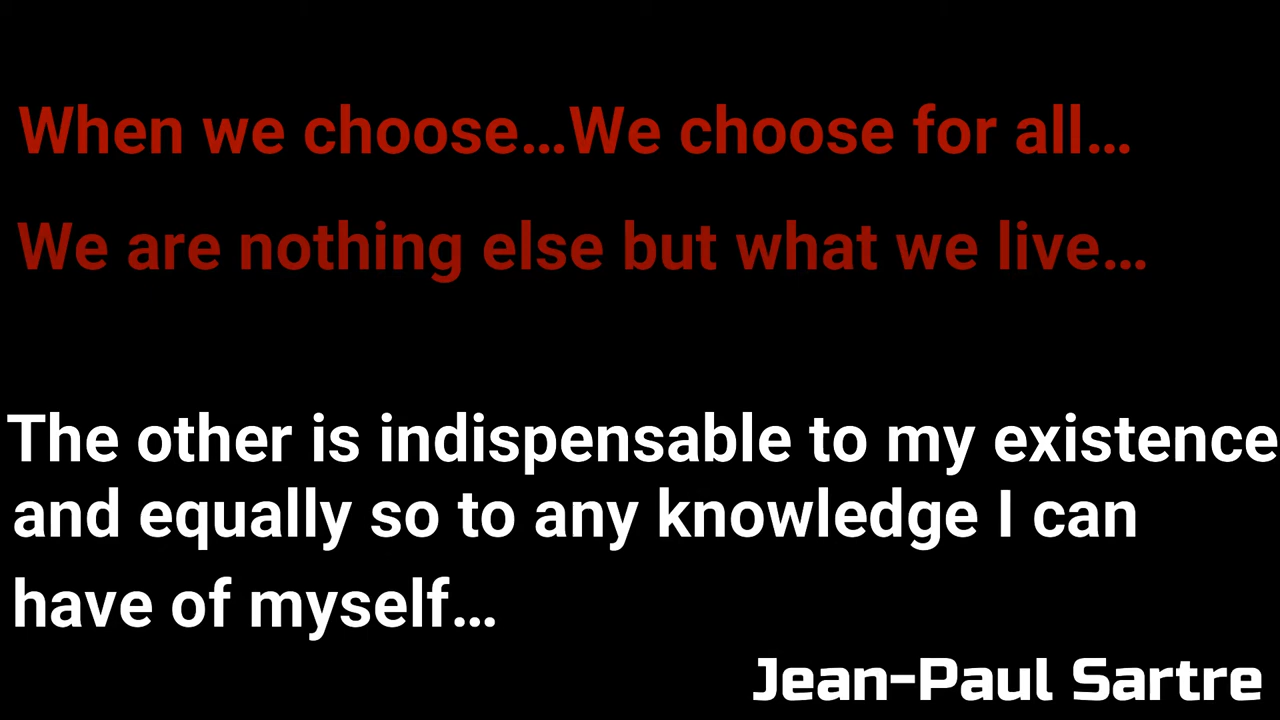 When we choose…We choose for all…
We are nothing else but what we live…
The other is indispensable to my existence
and equally so to any knowledge I can
have of myself…
Jean-Paul Sartre